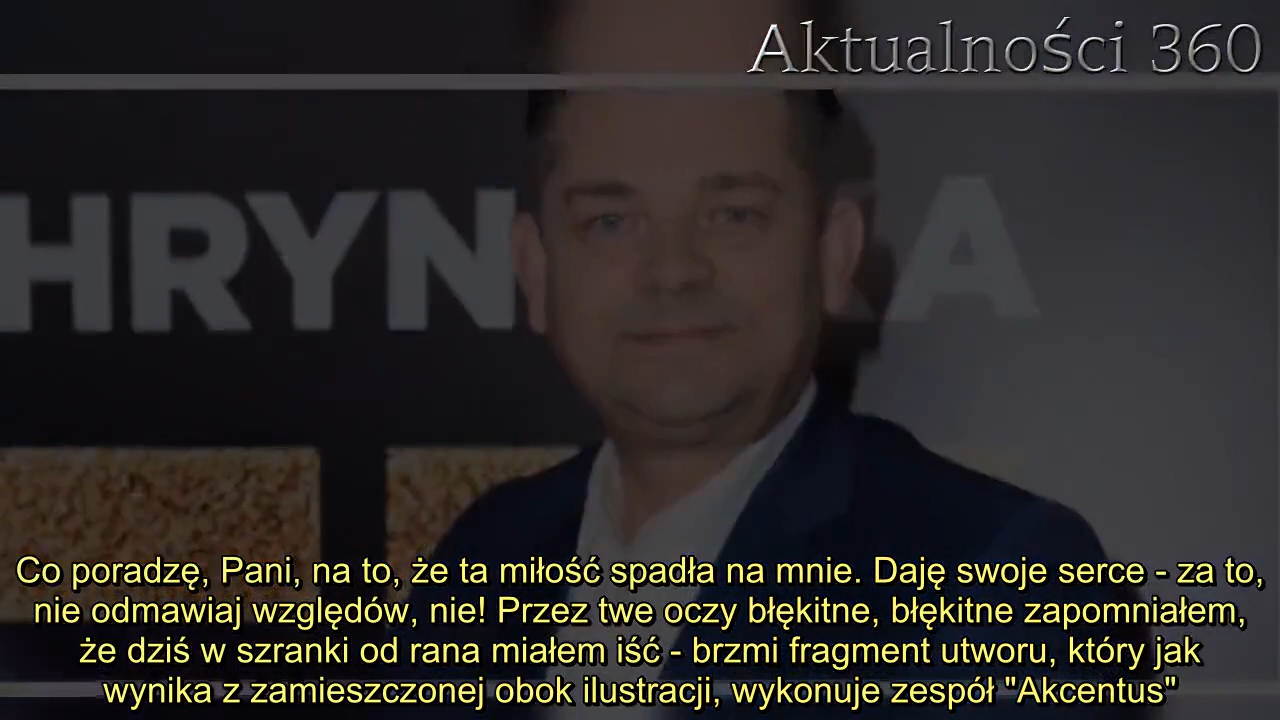 Aktualności 360
HRYN A
Co poradzę, Pani, na to, że ta miłość spadła na mnie. Daję swoje serce - za to,
nie odmawiaj względów, nie! Przez twe oczy błękitne, błękitne zapomniałem,
że dziś w szranki od rana miałem iść - brzmi fragment utworu, który jak
wynika z zamieszczonej obok ilustracji, wykonuje zespół "Akcentus"